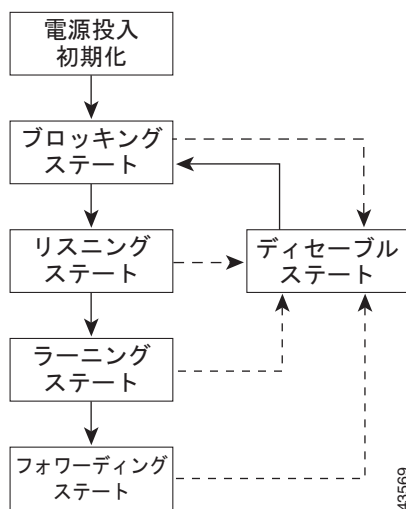 電源投入
初期化
ブロッキング
ステート
リスニング
ステート
ディセーブル
ステート
ラーニング
ステート
フォワーディング
ステート
43569